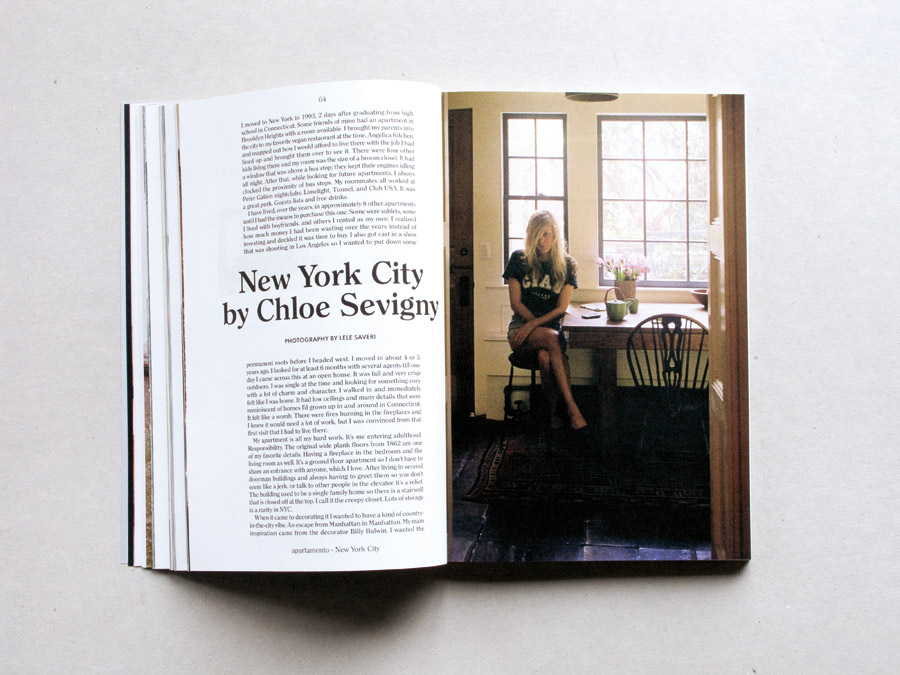 64
I moved to New York in 1993, 2 days after graduating from high
school in Connecticut. Some friends of mine had an apartment in
Brooklyn Heights with a room available. I brought my parents into
the city to my favorite vegan restaurant at the time, Angelica Kitchen,
and mapped out how I would afford to live there with the job I had
lined up and brought them over to see it. There were four other
kids living there and my room was the size of a broom closet. It had
a window that was above a bus stop; they kept their engines idling
all night. After that, while looking for future apartments, I always
clocked the proximity of bus stops. My roommates all worked at
Peter Gatien nightclubs: Limelight, Tunnel, and Club USA. It was
a great perk. Guests lists and free drinks.
I have lived, over the years, in approximately 8 other apartments
until I had the means to purchase this one. Some were sublets, some
I lived with boyfriends, and others I rented as my own. I realized
how much money I had been wasting over the years instead of
investing and decided it was time to buy. I also got cast in a show
that was shooting in Los Angeles so I wanted to put down some
New York City
by Chloe Sevigny
PHOTOGRAPHY BY LELE SAVERI
permanent roots before I headed west. I moved in about 4 or 5
years ago. I looked for at least 6 months with several agents till one
day I came across this at an open house. It was fall and very crisp
outdoors. I was single at the time and looking for something cozy
with a lot of charm and character. I walked in and immediately
felt like I was home. It had low ceilings and many details that were
reminiscent of homes I'd grown up in and around in Connecticut.
It felt like a womb. There were fires burning in the fireplaces and
I knew it would need a lot of work, but I was convinced from that
first visit that I had to live there.
My apartment is all my hard work. It's me entering adulthood.
Responsibility. The original wide plank floors from 1862 are one
of my favorite details. Having a fireplace in the bedroom and the
living room as well. It's a ground floor apartment so I don't have to
share an entrance with anyone, which I love. After living in several
doorman buildings and always having to greet them so you don't
seem like a jerk, or talk to other people in the elevator, it's a relief.
The building used to be a single family home so there is a stairwell
that is closed off at the top. I call it the creepy closet. Lots of storage
is a rarity in NYC.
When it came to decorating it I wanted to have a kind of country-
in-the-city vibe. An escape from Manhattan in Manhattan. My main
inspiration came from the decorator Billy Balwin. I wanted the
apartamento - New York City